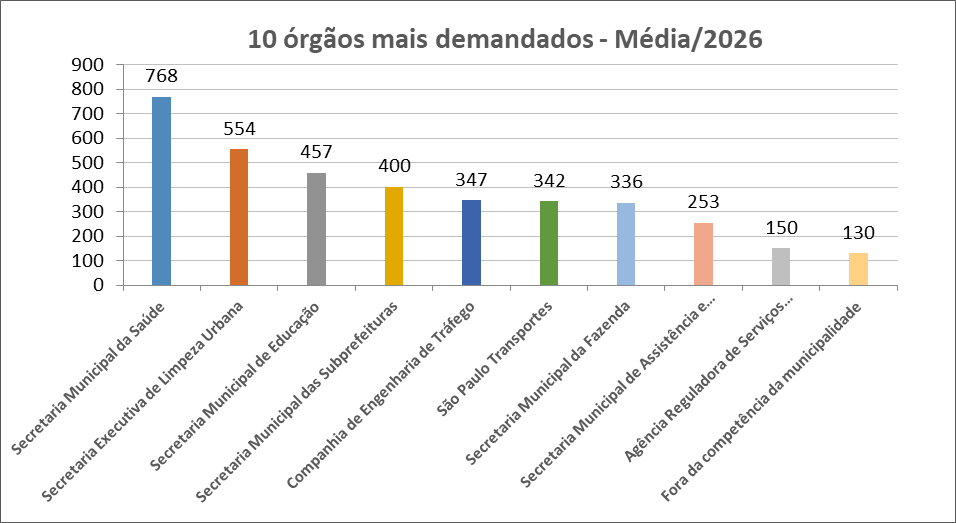 10 órgãos mais demandados - Média/2026
900
800
700
600
500
400
300
200
100
0
768
554
457
400
347
342
336
253
150
130
Secretaria Municipal da Saúde
Secretaria Executiva de Limpeza Urbana
Secretaria Municipal de Educação
Secretaria Municipal das Subprefeituras
Companhia de Engenharia de Tráfego
São Paulo Transportes
Secretaria Municipal da Fazenda
Secretaria Municipal de Assistência e...
Agência Reguladora de Serviços...
Fora da competência da municipalidade